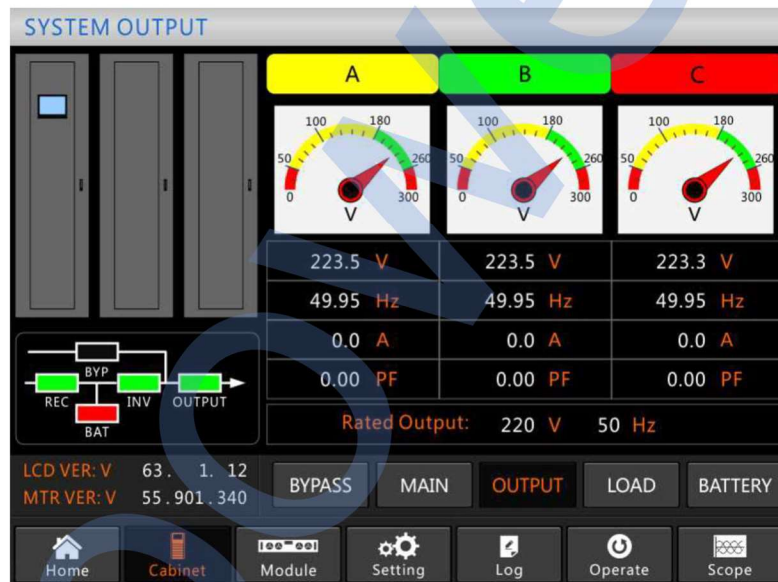 SYSTEM OUTPUT
A B C
100 180 100 180 100 180
50 260 50 260 50 260
0 300 0 300 0 300
V V V
223.5 V 223.5 V 223.3 V
49.95 Hz 49.95 Hz 49.95 Hz
0.0 A 0.0 A 0.0 A
0.00 PF 0.00 PF 0.00 PF
Rated Output: 220 V 50 Hz
BYP
REC INV OUTPUT
BAT
LCD VER: V 63. 1. 12
MTR VER: V 55.901.340
BYPASS MAIN OUTPUT LOAD BATTERY
Home Cabinet Module Setting Log Operate Scope